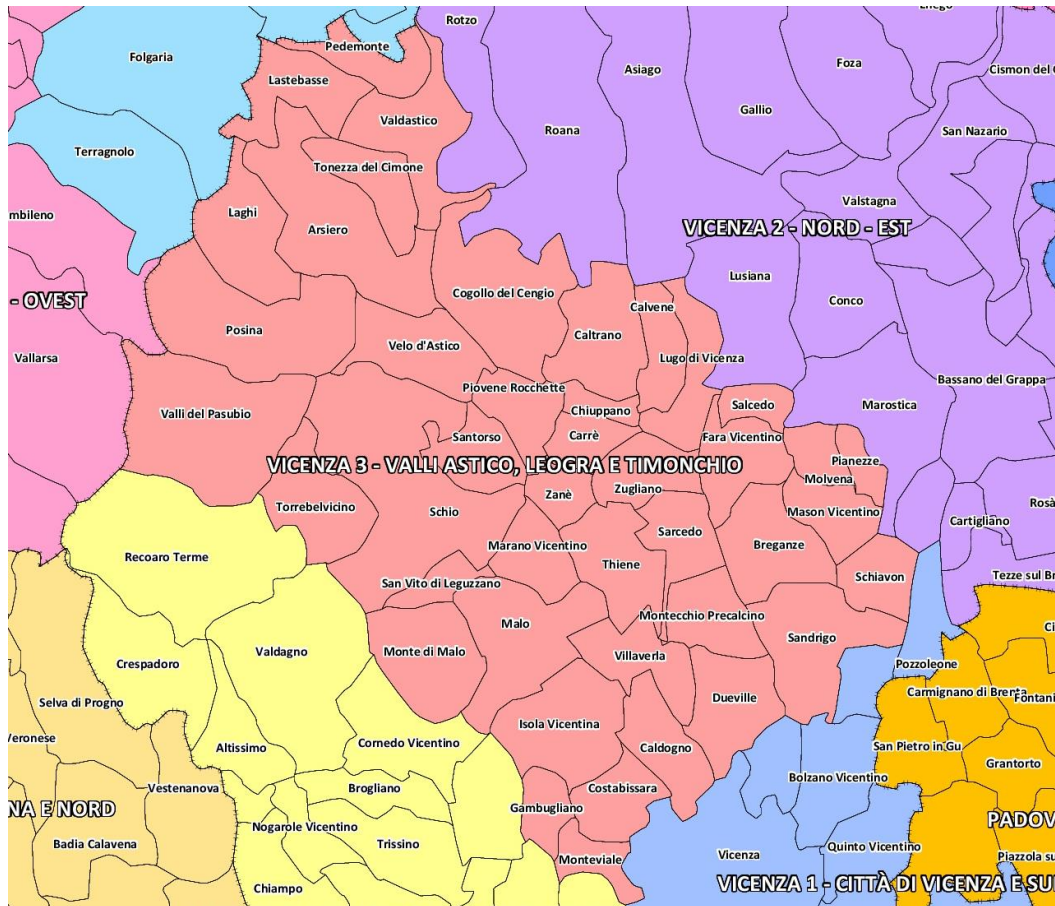 Enego
Rotzo
Pedemonte
Folgaria
Asiago
Foza
Cismon del G
Lastebasse
Gallio
Valdastico
Roana
San Nazario
Terragnolo
Tonezza del Cimone
Valstagna
mbileno
Laghi
Arsiero
VICENZA 2 - NORD - EST
Lusiana
- OVEST
Cogollo del Cengio
Conco
Calvene
Posina
Caltrano
Velo d'Astico
Vallarsa
Lugo di Vicenza
Bassano del Grappa
Piovene Rocchette
Valli del Pasubio
Chiuppano
Salcedo
Marostica
Santorso
Carrè
Fara Vicentino
VICENZA 3 - VALLI ASTICO, LEOGRA E TIMONCHIO
Pianezze
Molvena
Zugliano
Zanè
Torrebelvicino
Schio
Mason Vicentino
Rosà
Cartigliano
Sarcedo
Breganze
Marano Vicentino
Recoaro Terme
Thiene
Schiavon
Tezze sul Br
San Vito di Leguzzano
Montecchio Precalcino
Malo
Sandrigo
Ci
Valdagno
Monte di Malo
Villaverla
Crespadoro
Pozzoleone
Carmignano di Brenta
Dueville
Fontani
Selva di Progno
Isola Vicentina
Veronese
Altissimo
Cornedo Vicentino
Caldogno
San Pietro in Gu
Grantorto
Bolzano Vicentino
Vestenanova
Brogliano
Costabissara
NA E NORD
Gambugliano
PADOV
Nogarole Vicentino
Badia Calavena
Trissino
Quinto Vicentino
Monteviale
Vicenza
Piazzola su
Chiampo
VICENZA 1 - CITTÀ DI VICENZA E SU